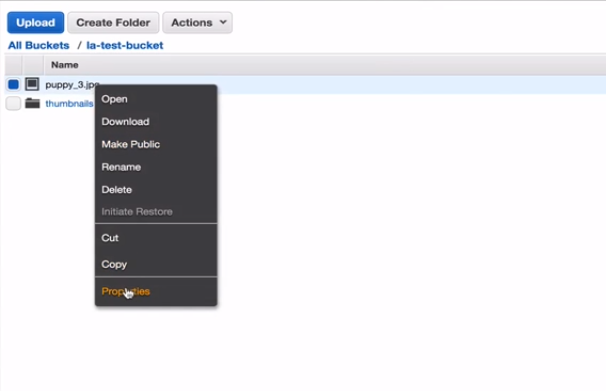 Upload Create Folder Actions
All Buckets / la-test-bucket
Name
puppy_3.jpg
thumbnails
Open
Download
Make Public
Rename
Delete
Initiate Restore
Cut
Copy
Properties